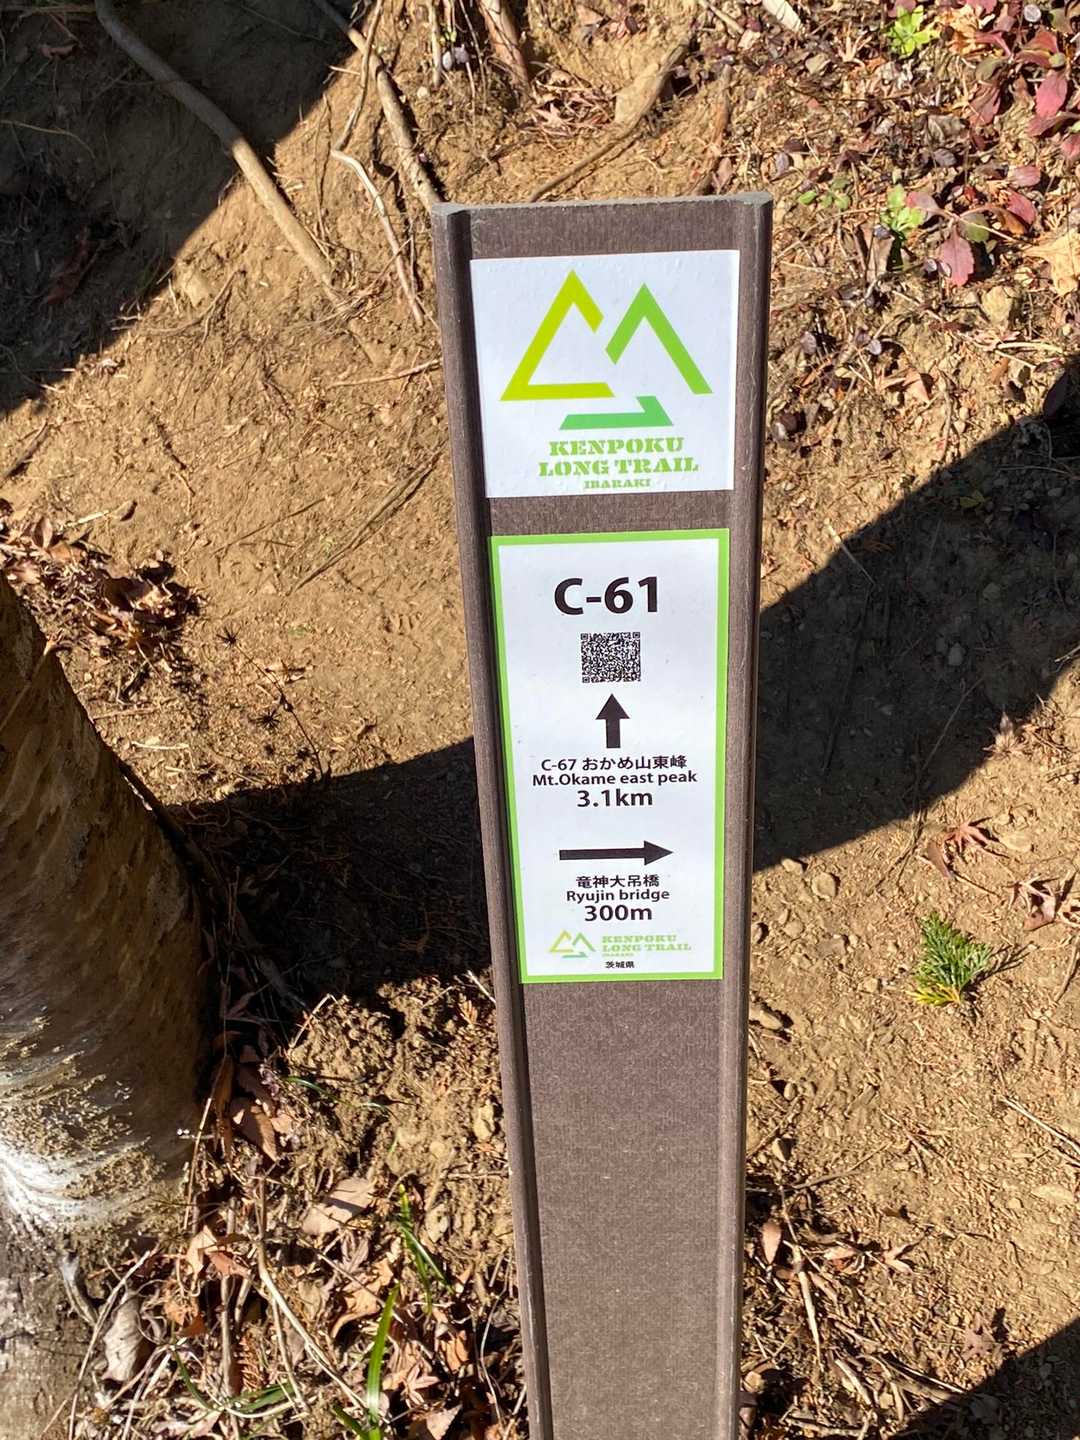 KENPOKU
LONG TRAIL
IBARAKI
C-61
C-67 おかめ山東峰
Mt.Okame east peak
3.1km
竜神大吊橋
Ryujin bridge
300m
KENPOKU
LONG TRAIL
IBARAKI
茨城県